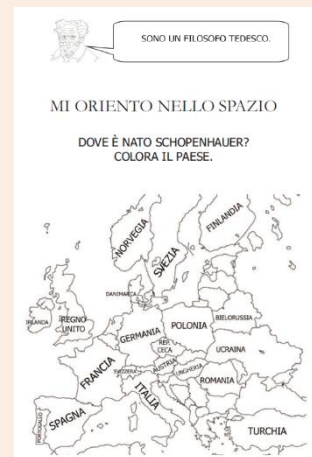 SONO UN FILOSOFO TEDESCO.
MI ORIENTO NELLO SPAZIO
DOVE È NATO SCHOPENHAUER?
COLORA IL PAESE.
FINLANDIA
NORVEGIA
SVEZIA
DANIMARCA
IRLANDA
REGNO
UNITO
BIELORUSSIA
POLONIA
GERMANIA
REP.
CECA
UCRAINA
FRANCIA
SVIZZERA
AUSTRIA
UNGHERIA
ROMANIA
ITALIA
PORTOGALLO
SPAGNA
TURCHIA